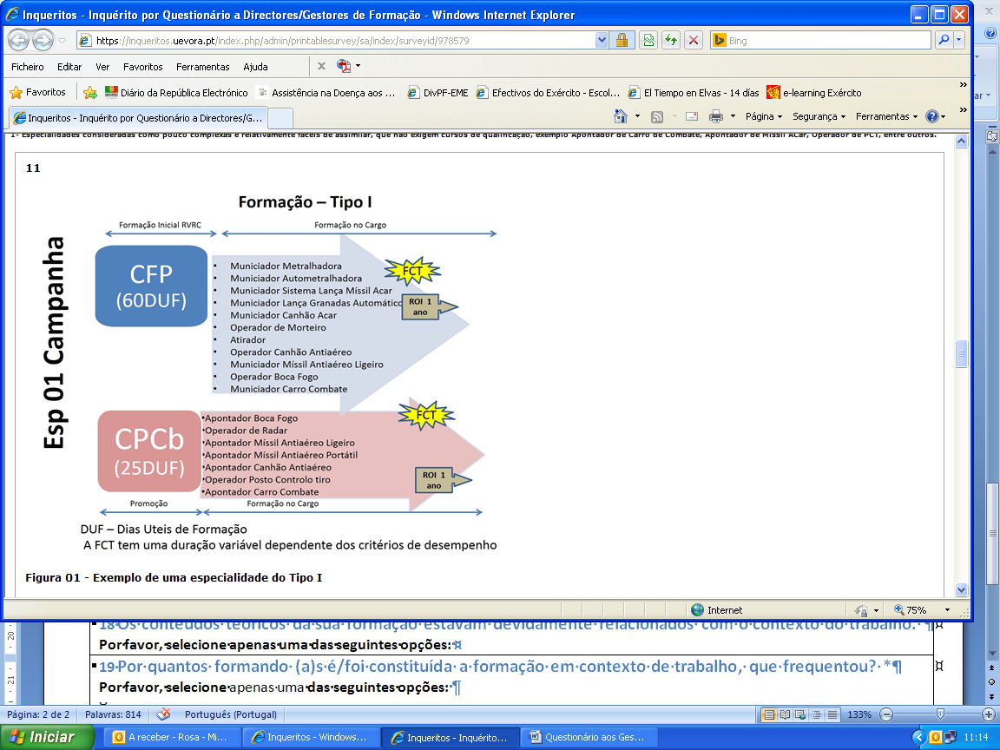 Inqueritos - Inquérito por Questionário a Directores/Gestores de Formação - Windows Internet Explorer
https://inqueritos.uevora.pt/index.php/admin/printablesurvey/sa/index/surveyid/978579
Bing
Ficheiro Editar Ver Favoritos Ferramentas Ajuda
Favoritos Diário da República Electrónico Assistência na Doença aos ... DivPF-EME Efectivos do Exército - Escol... El Tiempo en Elvas - 14 días e-learning Exército
Inqueritos - Inquérito por Questionário a Directores/G...
Página Segurança Ferramentas
1- Especialidades consideradas como pouco complexas e relativamente fáceis de assimilar, que não exigem cursos de qualificação, exemplo Apontador de Carro de Combate, Apontador de Míssil ACar, Operador de PCT, entre outros.
11
Formação – Tipo I
Formação Inicial RVRC Formação no Cargo
Esp 01 Campanha
CFP
(60DUF)
• Municiador Metralhadora
• Municiador Autometralhadora
• Municiador Sistema Lança Míssil Acar
• Municiador Lança Granadas Automático
• Municiador Canhão Acar
• Operador de Morteiro
• Atirador
• Operador Canhão Antiaéreo
• Municiador Míssil Antiaéreo Ligeiro
• Operador Boca Fogo
• Municiador Carro Combate
FCT
ROI 1
ano
CPCb
(25DUF)
•Apontador Boca Fogo
•Operador de Radar
•Apontador Míssil Antiaéreo Ligeiro
•Apontador Míssil Antiaéreo Portátil
•Apontador Canhão Antiaéreo
•Operador Posto Controlo tiro
•Apontador Carro Combate
FCT
ROI 1
ano
Promoção Formação no Cargo
DUF – Dias Uteis de Formação
A FCT tem uma duração variável dependente dos critérios de desempenho
Figura 01 - Exemplo de uma especialidade do Tipo I
Internet 75%
18·Os·conteúdos·teóricos·da·sua·formação·estavam·devidamente·relacionados·com·o·contexto·do·trabalho.·¶
Por·favor,·selecione·apenas·uma·das·seguintes·opções:·¤
19·Por·quantos·formando·(a)s·é/foi·constituída·a·formação·em·contexto·de·trabalho,·que·frequentou?·*¶
Por·favor,·selecione·apenas·uma·das·seguintes·opções:·¶
Página: 2 de 2 Palavras: 814 Português (Portugal) 133%
Iniciar A receber - Rosa - Mi... Inqueritos - Windows... Inqueritos - Inquérito... Questionário aos Ges... 11:14